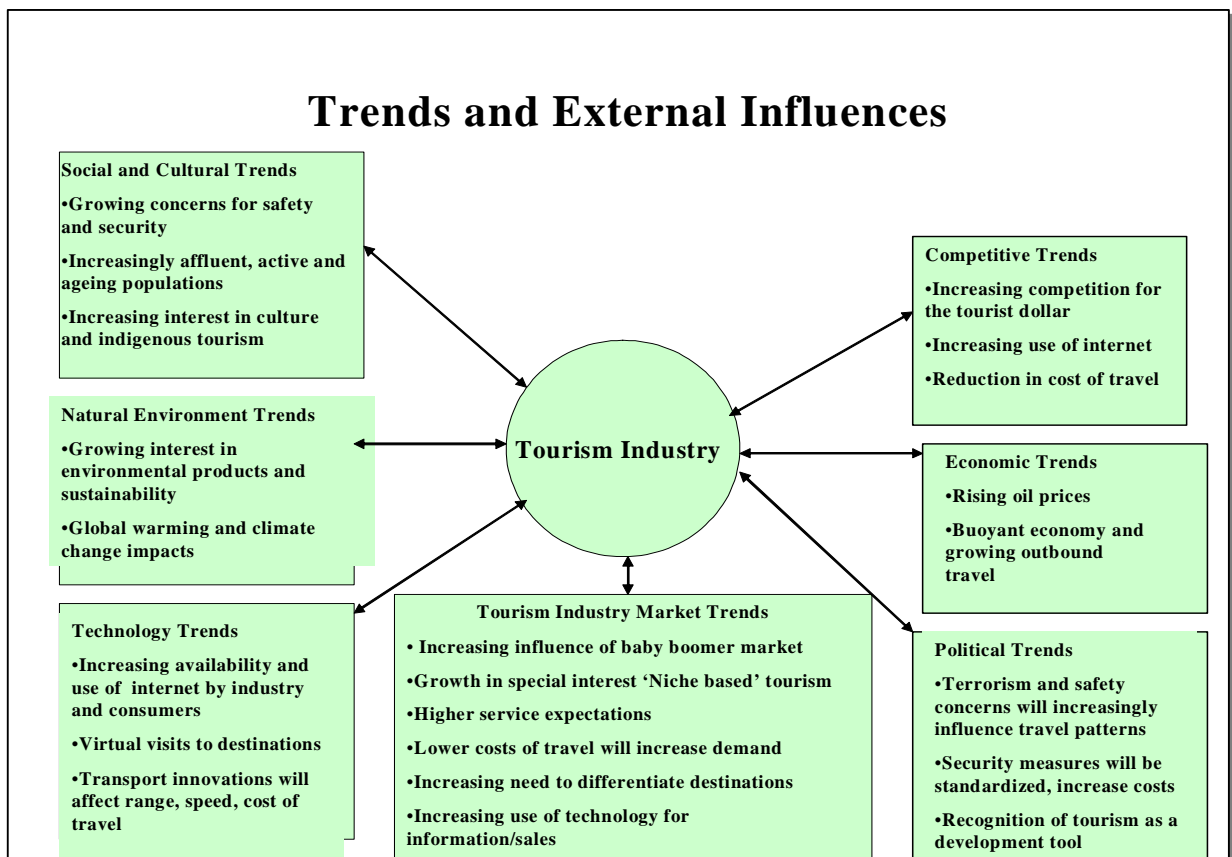 Trends and External Influences
Social and Cultural Trends
•Growing concerns for safety
and security
•Increasingly affluent, active and
ageing populations
•Increasing interest in culture
and indigenous tourism
Natural Environment Trends
•Growing interest in
environmental products and
sustainability
•Global warming and climate
change impacts
Technology Trends
•Increasing availability and
use of internet by industry
and consumers
•Virtual visits to destinations
•Transport innovations will
affect range, speed, cost of
travel
Tourism Industry
Tourism Industry Market Trends
• Increasing influence of baby boomer market
•Growth in special interest ‘Niche based’ tourism
•Higher service expectations
•Lower costs of travel will increase demand
•Increasing need to differentiate destinations
•Increasing use of technology for
information/sales
Competitive Trends
•Increasing competition for
the tourist dollar
•Increasing use of internet
•Reduction in cost of travel
Economic Trends
•Rising oil prices
•Buoyant economy and
growing outbound
travel
Political Trends
•Terrorism and safety
concerns will increasingly
influence travel patterns
•Security measures will be
standardized, increase costs
•Recognition of tourism as a
development tool